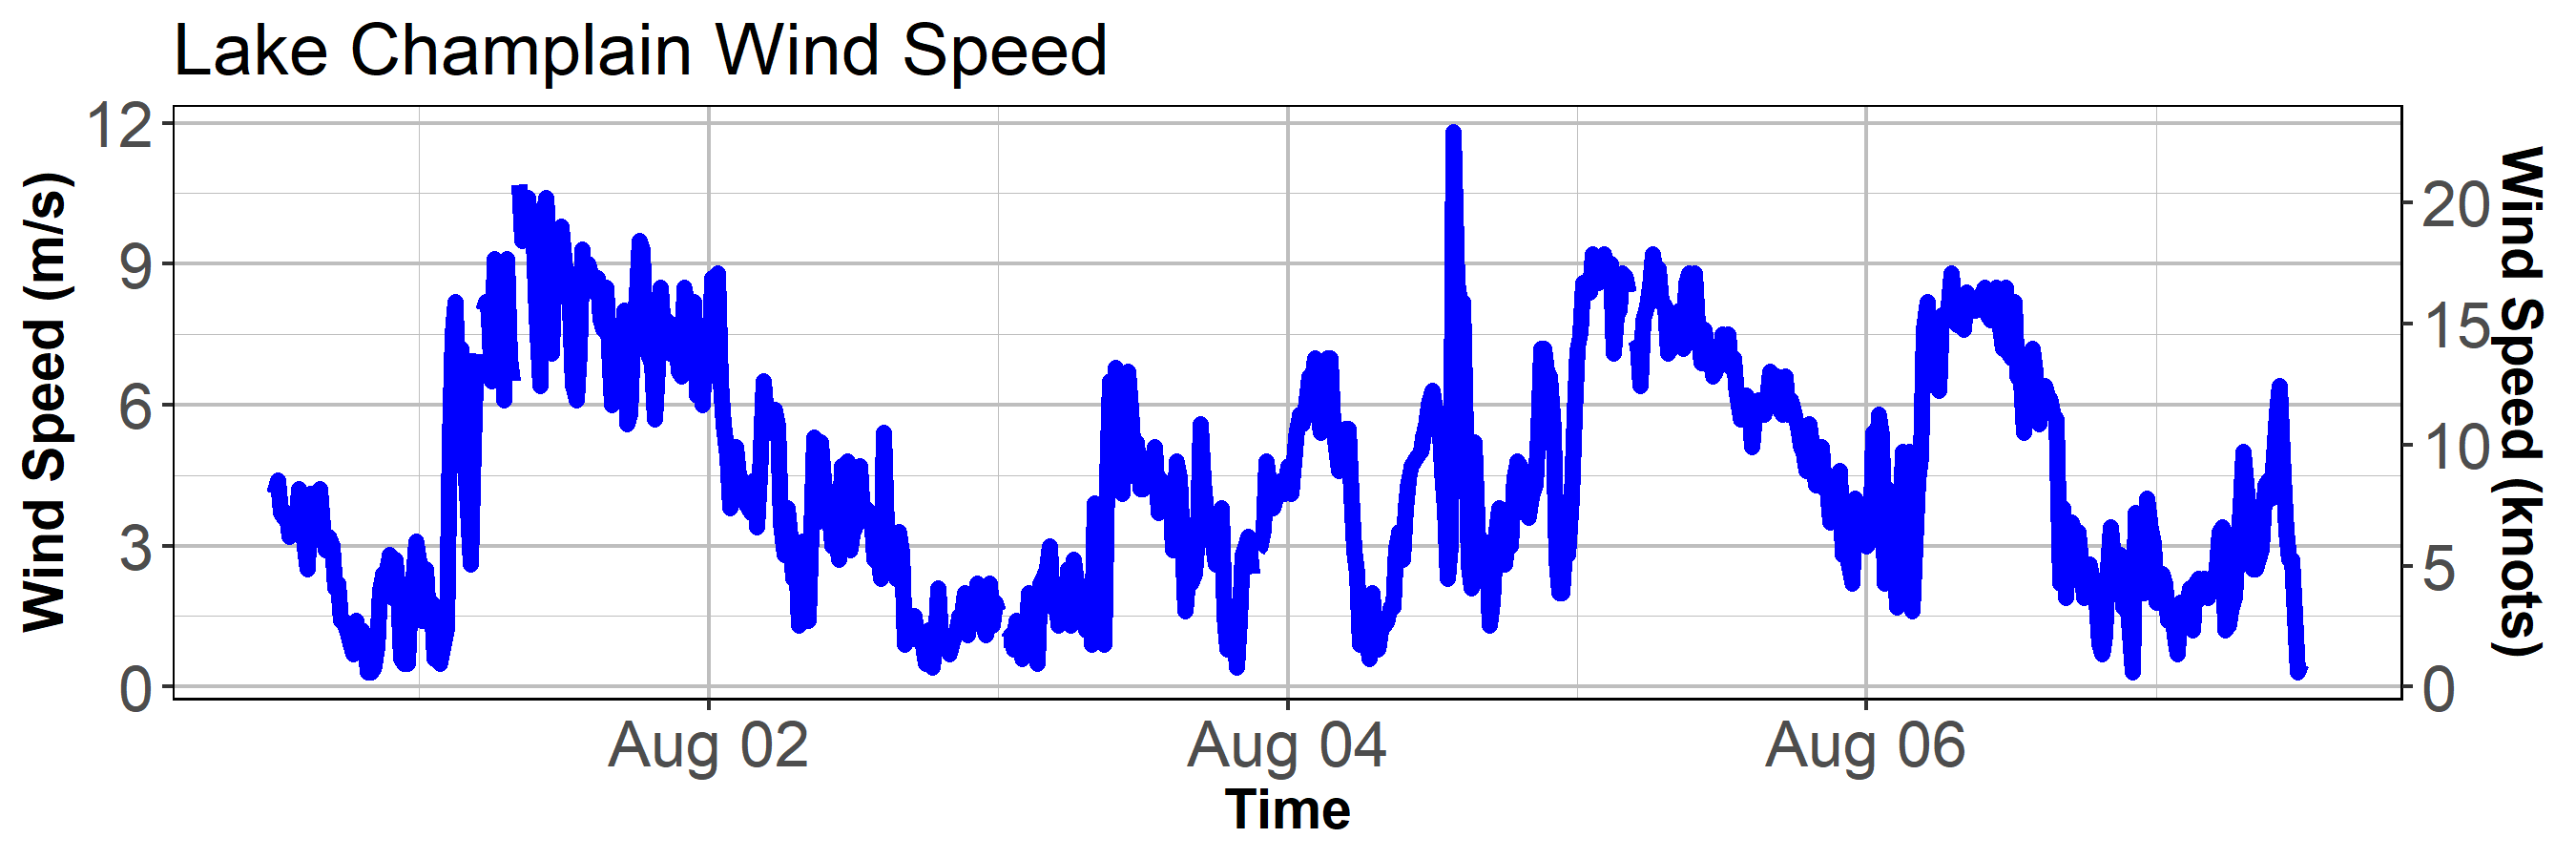 Lake Champlain Wind Speed
12
9
6
3
0
Wind Speed (m/s)
20
15
10
5
0
Wind Speed (knots)
Aug 02 Aug 04 Aug 06
Time